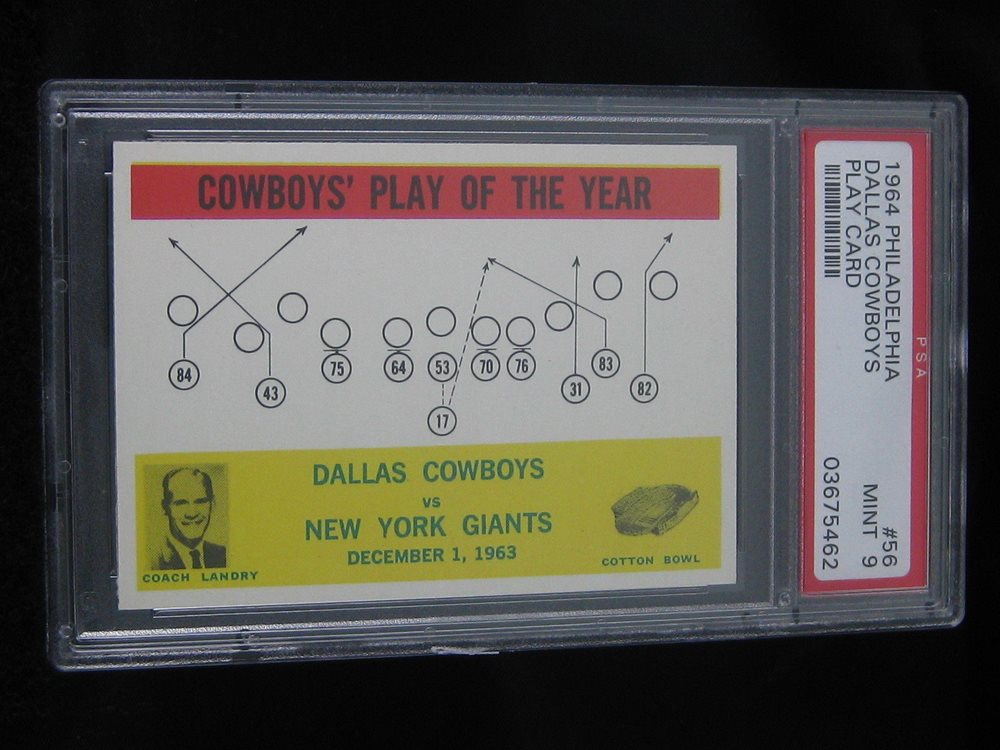 COWBOYS' PLAY OF THE YEAR
84
43
75
64
53
17
70
76
31
83
82
DALLAS COWBOYS
VS
NEW YORK GIANTS
DECEMBER 1, 1963
COACH LANDRY
COTTON BOWL
PSA
1964 PHILADELPHIA #56
DALLAS COWBOYS MINT 9
PLAY CARD 03675462